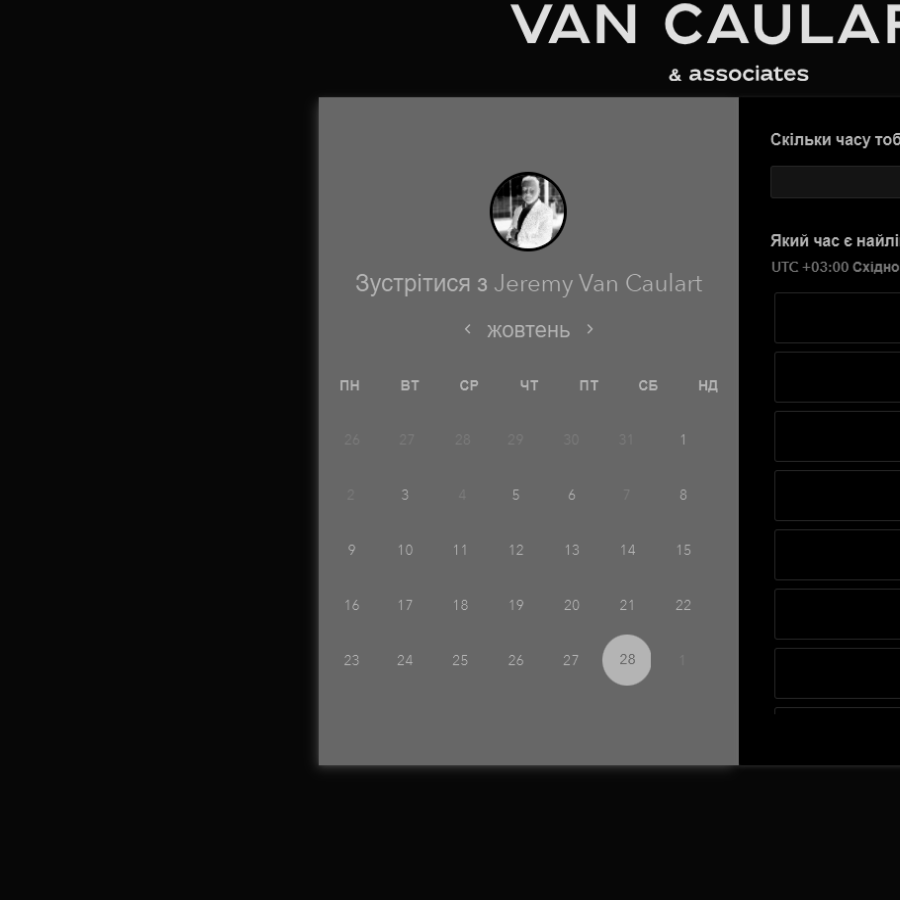 VAN CAULAR
& associates
Скільки часу тоб
Який час є найлі
UTC +03:00 Східно
Зустрітися з Jeremy Van Caulart
‹ жовтень ›
ПН ВТ СР ЧТ ПТ СБ НД
26 27 28 29 30 31 1
2 3 4 5 6 7 8
9 10 11 12 13 14 15
16 17 18 19 20 21 22
23 24 25 26 27 28 1